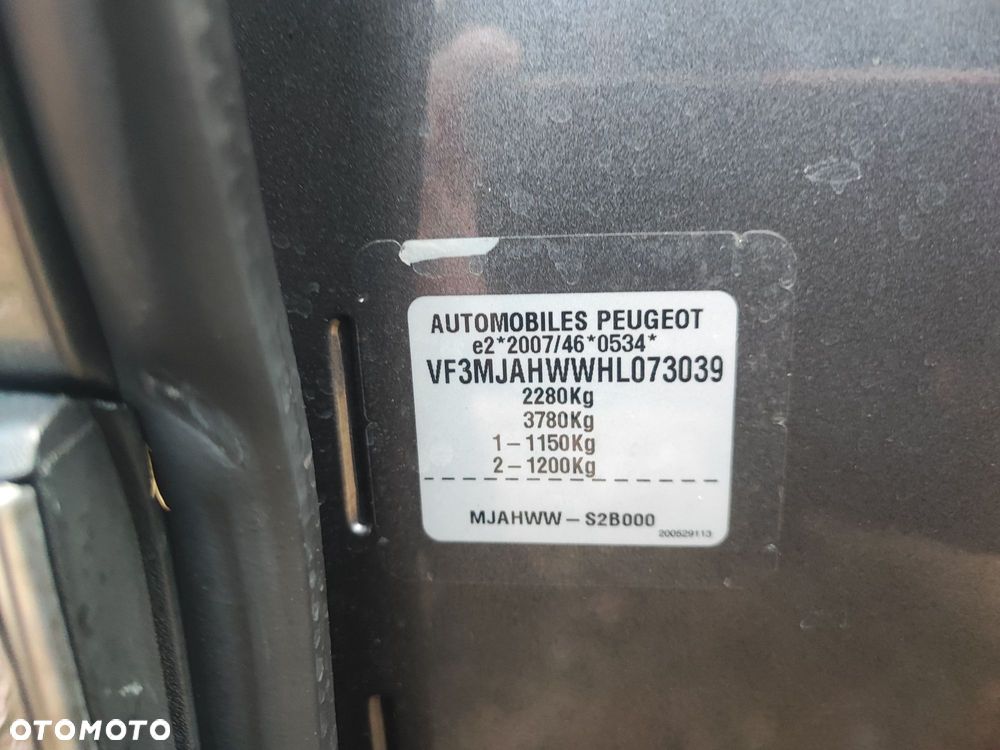 AUTOMOBILES PEUGEOT
e2*2007/46*0534*
VF3MJAHWWHL073039
2280Kg
3780Kg
1-1150Kg
2-1200Kg
MJAHWW-S2B000
200529113
OTOMOTO